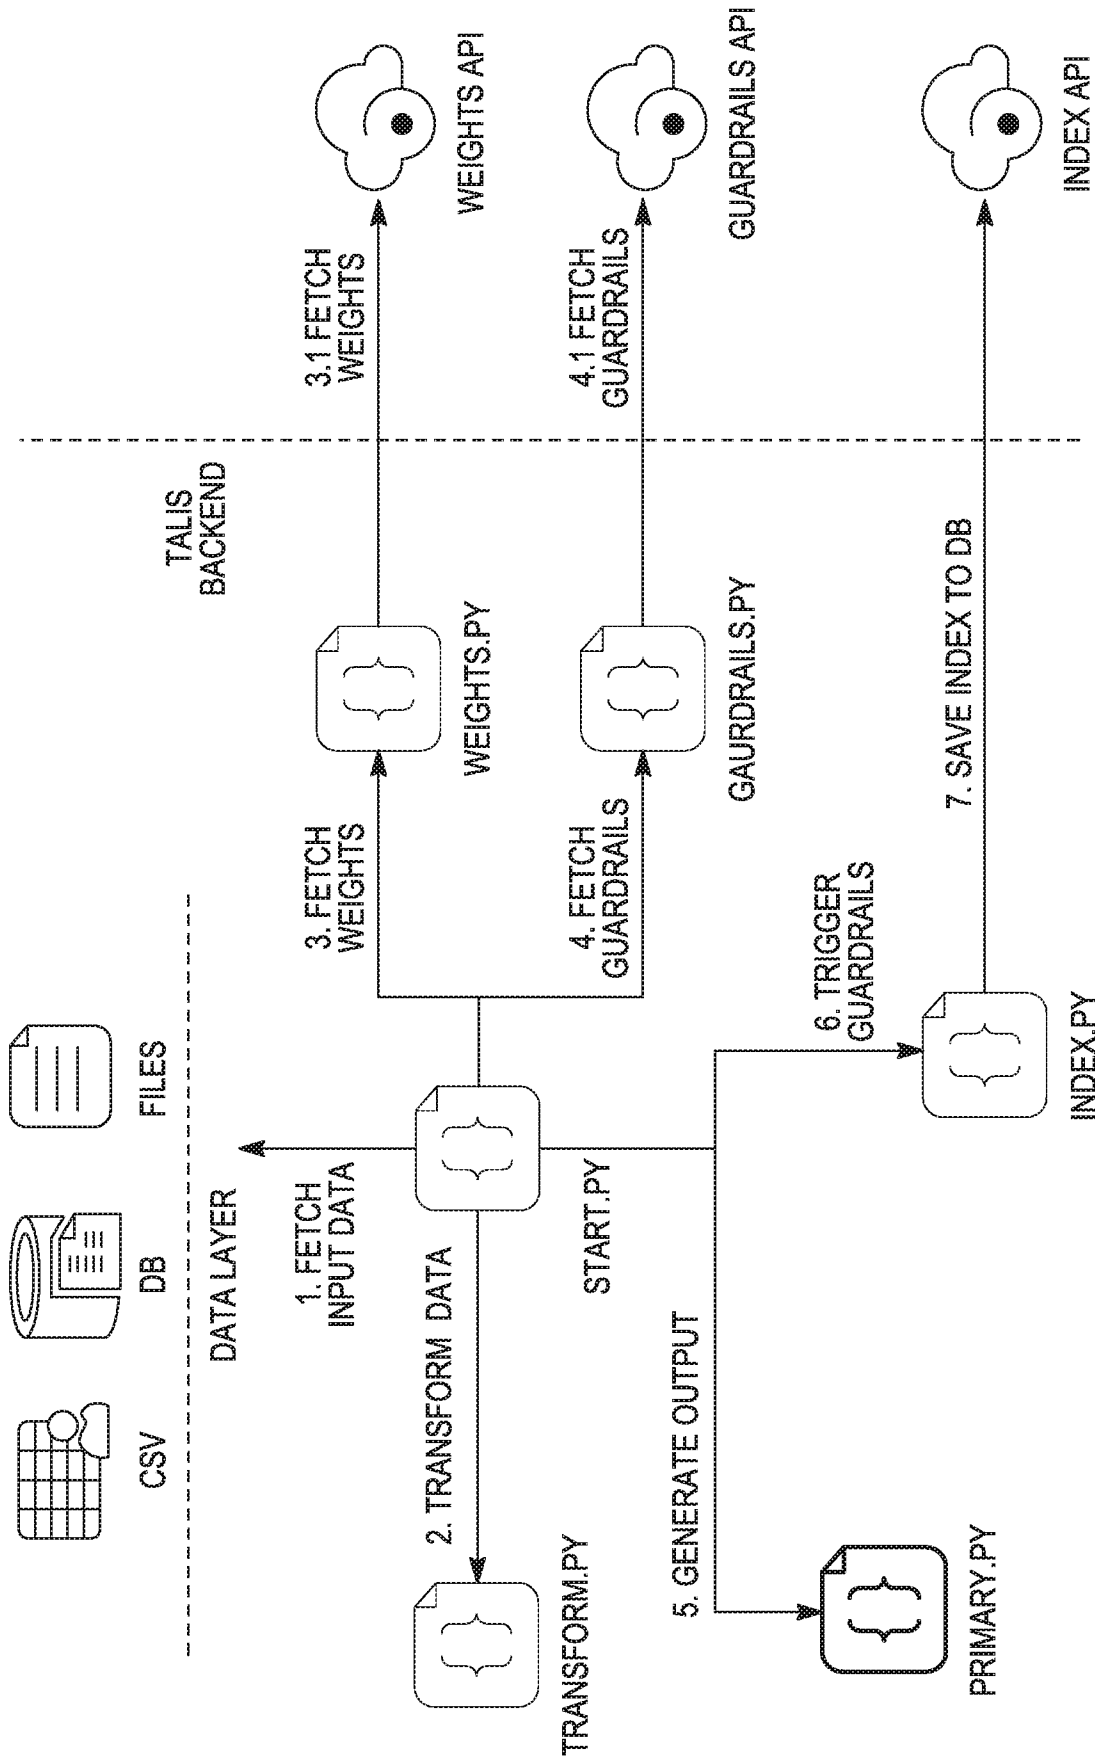 CSV
DB
FILES
DATA LAYER
TALIS
BACKEND
1. FETCH
INPUT DATA
2. TRANSFORM DATA
TRANSFORM.PY
START.PY
3. FETCH
WEIGHTS
WEIGHTS.PY
3.1 FETCH
WEIGHTS
WEIGHTS API
4. FETCH
GUARDRAILS
GAURDRAILS.PY
4.1 FETCH
GUARDRAILS
GUARDRAILS API
5. GENERATE OUTPUT
PRIMARY.PY
6. TRIGGER
GUARDRAILS
INDEX.PY
7. SAVE INDEX TO DB
INDEX API